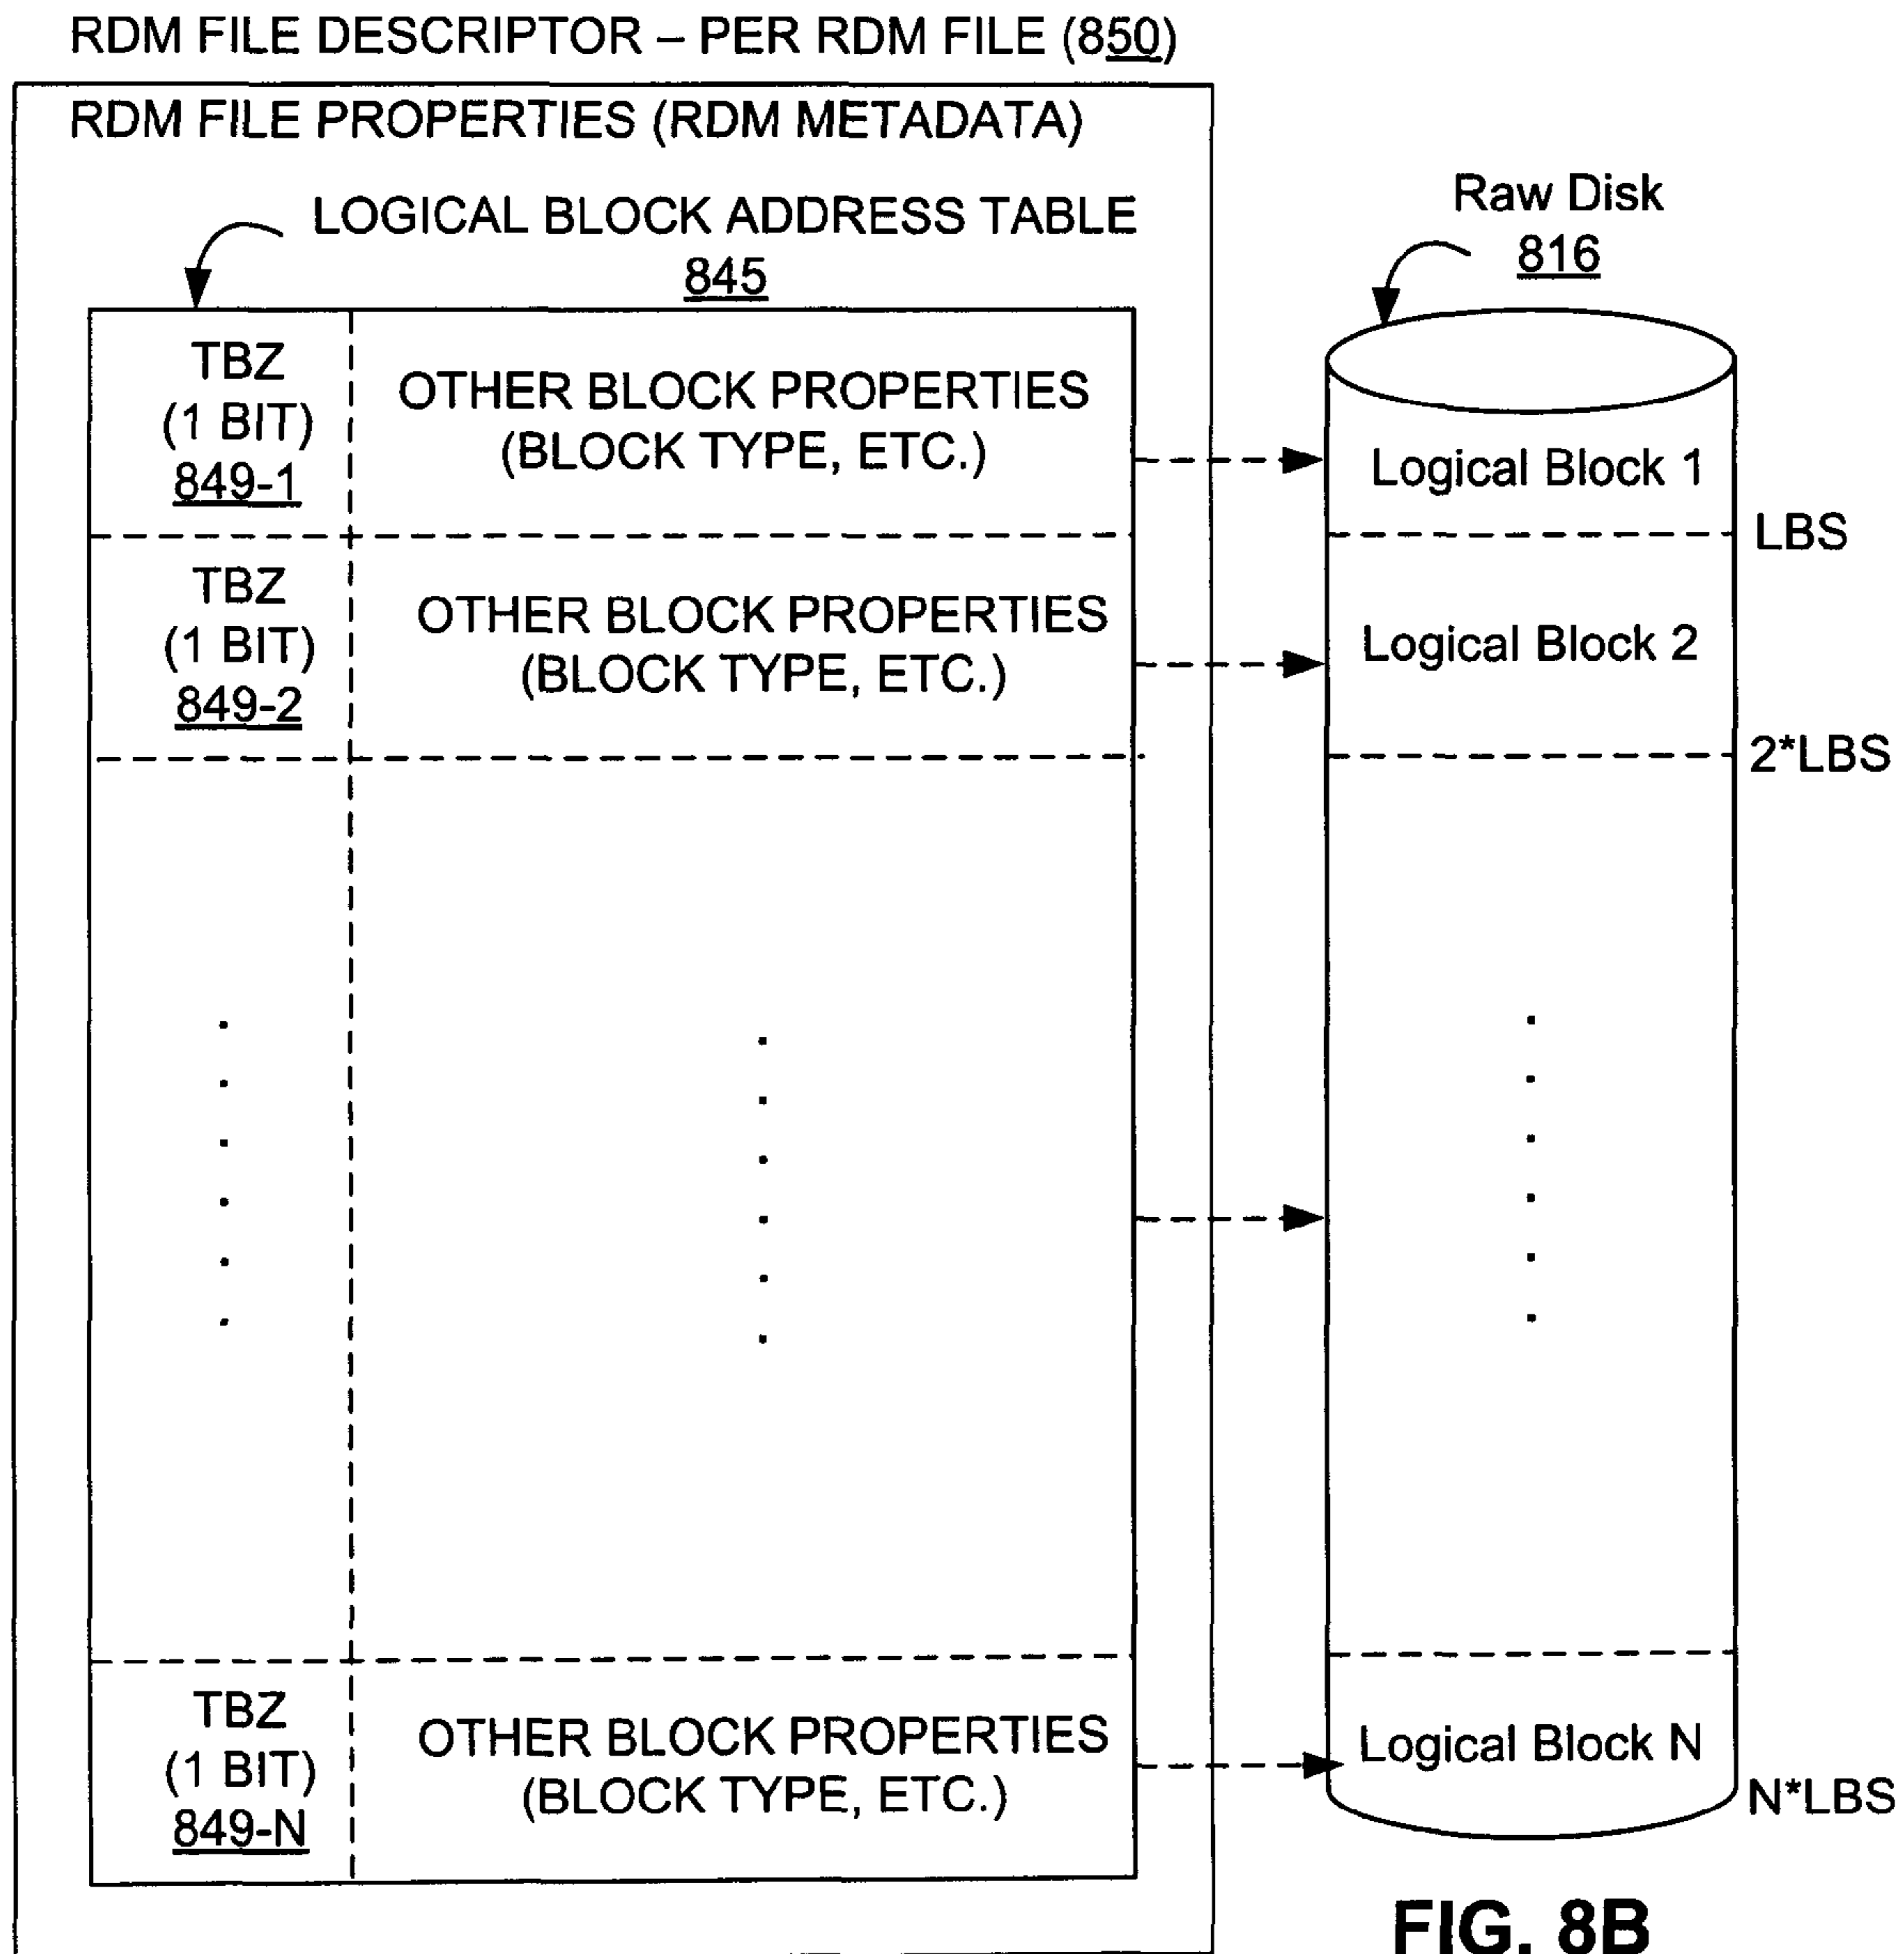 RDM FILE DESCRIPTOR – PER RDM FILE (850)
RDM FILE PROPERTIES (RDM METADATA)
LOGICAL BLOCK ADDRESS TABLE
845
Raw Disk
816
TBZ
(1 BIT)
849-1
OTHER BLOCK PROPERTIES
(BLOCK TYPE, ETC.)
Logical Block 1
LBS
TBZ
(1 BIT)
849-2
OTHER BLOCK PROPERTIES
(BLOCK TYPE, ETC.)
Logical Block 2
2*LBS
TBZ
(1 BIT)
849-N
OTHER BLOCK PROPERTIES
(BLOCK TYPE, ETC.)
Logical Block N
N*LBS
FIG. 8B